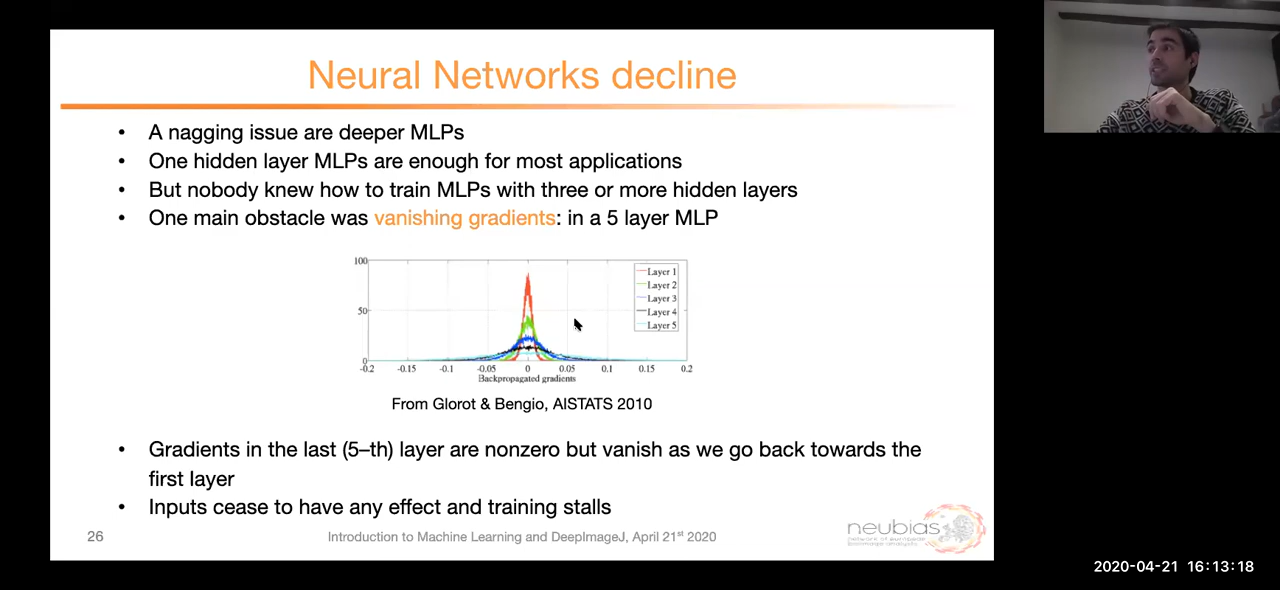 Neural Networks decline
• A nagging issue are deeper MLPs
• One hidden layer MLPs are enough for most applications
• But nobody knew how to train MLPs with three or more hidden layers
• One main obstacle was vanishing gradients: in a 5 layer MLP
100
50
0
Layer 1
Layer 2
Layer 3
Layer 4
Layer 5
-0.2 -0.15 -0.1 -0.05 0 0.05 0.1 0.15 0.2
Backpropagated gradients
From Glorot & Bengio, AISTATS 2010
• Gradients in the last (5–th) layer are nonzero but vanish as we go back towards the
first layer
• Inputs cease to have any effect and training stalls
26
Introduction to Machine Learning and DeepImageJ, April 21st 2020
neubias
2020-04-21 16:13:18